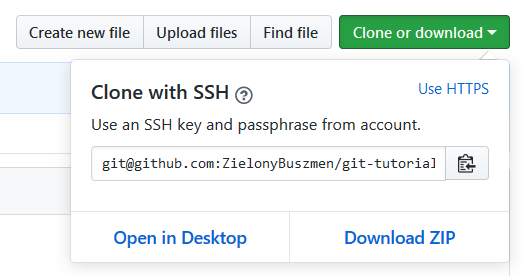 Create new file Upload files Find file Clone or download
Clone with SSH ? Use HTTPS
Use an SSH key and passphrase from account.
git@github.com:ZielonyBuszmen/git-tutorial
Open in Desktop Download ZIP